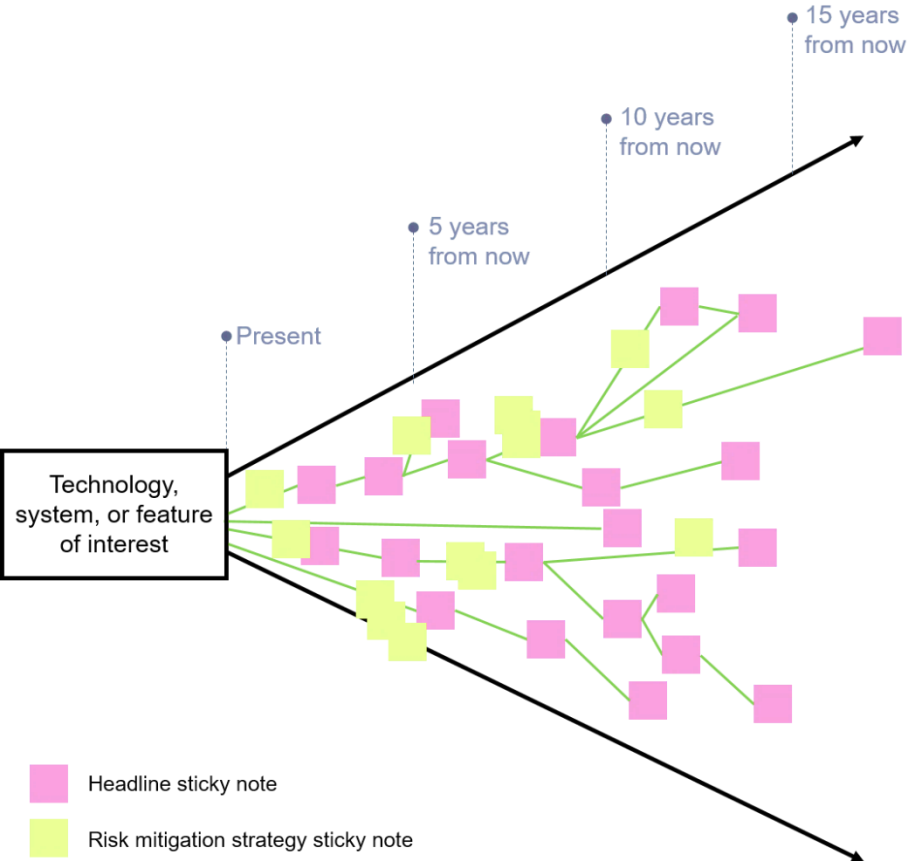 15 years
from now
10 years
from now
5 years
from now
Present
Technology,
system, or feature
of interest
Headline sticky note
Risk mitigation strategy sticky note